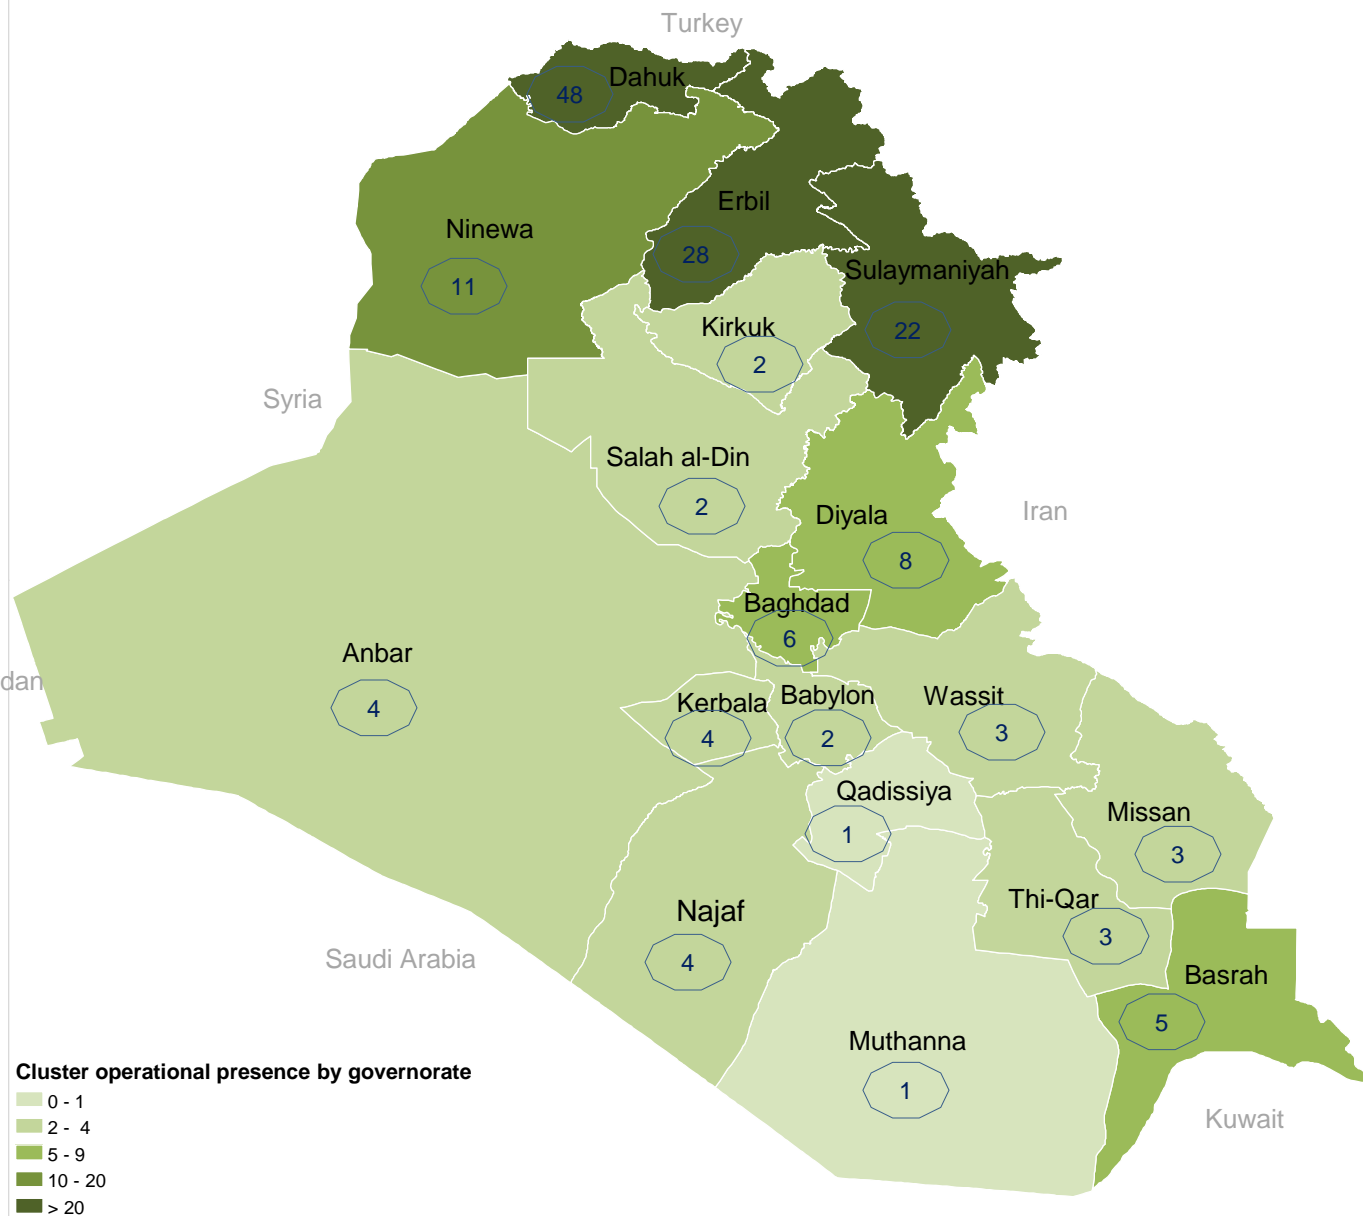 Turkey
Dahuk
48
Erbil
Ninewa
28
11
Sulaymaniyah
22
Kirkuk
2
Syria
Salah al-Din
2
Diyala
Iran
8
Baghdad
6
Anbar
dan
4
Kerbala
4
Babylon
2
Wassit
3
Qadissiya
1
Missan
3
Thi-Qar
3
Najaf
4
Saudi Arabia
Basrah
5
Muthanna
1
Kuwait
Cluster operational presence by governorate
0 - 1
2 - 4
5 - 9
10 - 20
> 20